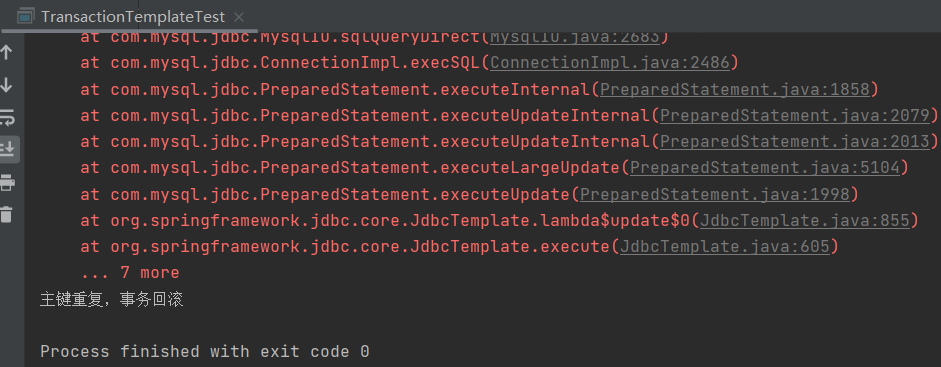 TransactionTemplateTest ×
at com.mysql.jdbc.MysqlIO.sqlQueryDirect(MysqlIO.java:2683)
at com.mysql.jdbc.ConnectionImpl.execSQL(ConnectionImpl.java:2486)
at com.mysql.jdbc.PreparedStatement.executeInternal(PreparedStatement.java:1858)
at com.mysql.jdbc.PreparedStatement.executeUpdateInternal(PreparedStatement.java:2079)
at com.mysql.jdbc.PreparedStatement.executeUpdateInternal(PreparedStatement.java:2013)
at com.mysql.jdbc.PreparedStatement.executeLargeUpdate(PreparedStatement.java:5104)
at com.mysql.jdbc.PreparedStatement.executeUpdate(PreparedStatement.java:1998)
at org.springframework.jdbc.core.JdbcTemplate.lambda$update$0(JdbcTemplate.java:855)
at org.springframework.jdbc.core.JdbcTemplate.execute(JdbcTemplate.java:605)
... 7 more
主键重复，事务回滚
Process finished with exit code 0